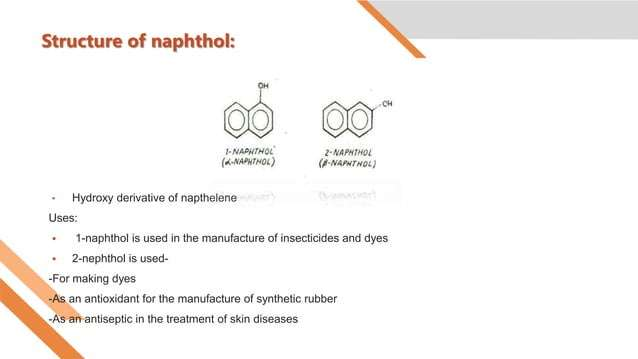 Structure of naphthol:
OH
CH
1-NAPHTHOL
(α-NAPHTHOL)
2-NAPHTHOL
(β-NAPHTHOL)
- Hydroxy derivative of napthelene
Uses:
• 1-naphthol is used in the manufacture of insecticides and dyes
• 2-nephthol is used-
-For making dyes
-As an antioxidant for the manufacture of synthetic rubber
-As an antiseptic in the treatment of skin diseases